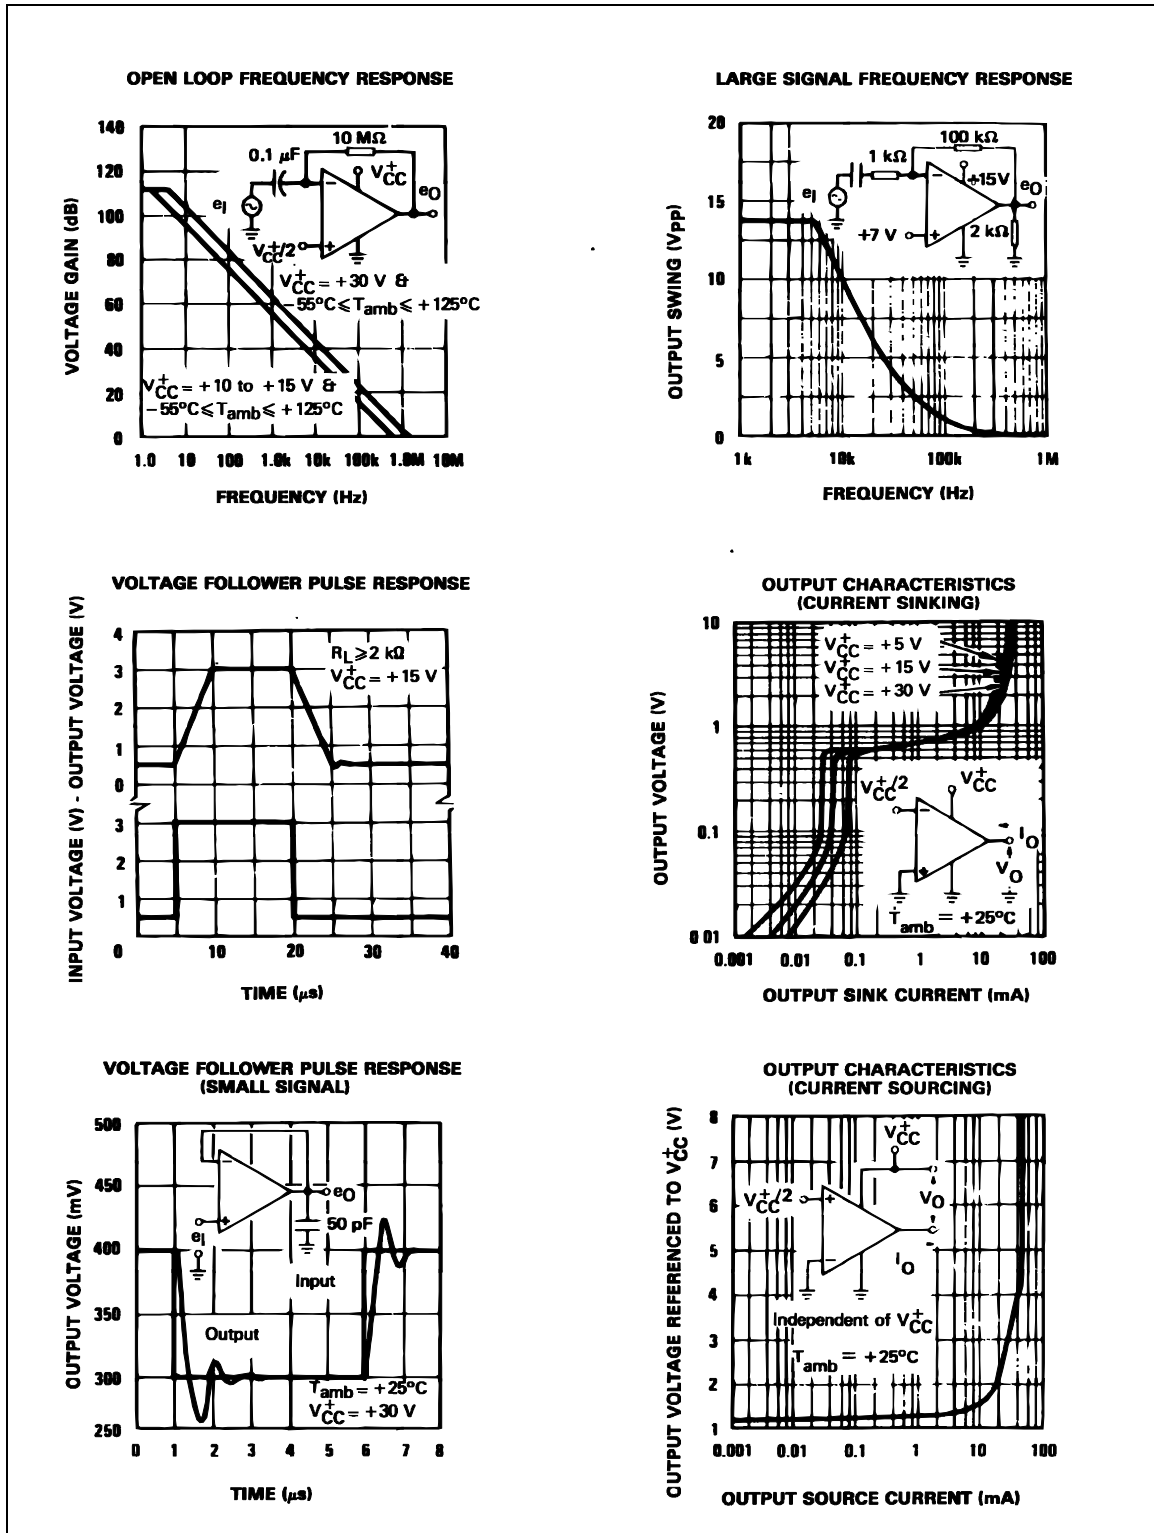 OPEN LOOP FREQUENCY RESPONSE
VOLTAGE GAIN (dB)
140
120
100
80
60
40
20
0
10 MΩ
0.1 μF
V+CC
eI
eO
V+CC/2
V+CC = +30 V &
-55°C ≤ Tamb ≤ +125°C
V+CC = +10 to +15 V &
-55°C ≤ Tamb ≤ +125°C
1.0 10 100 1.0k 10k 100k 1.0M 10M
FREQUENCY (Hz)
LARGE SIGNAL FREQUENCY RESPONSE
OUTPUT SWING (Vpp)
20
15
10
5
0
100 kΩ
1 kΩ
+15V
eI
eO
+7 V
2 kΩ
1k 10k 100k 1M
FREQUENCY (Hz)
VOLTAGE FOLLOWER PULSE RESPONSE
INPUT VOLTAGE (V) - OUTPUT VOLTAGE (V)
4
3
2
1
0
3
2
1
0
RL ≥ 2 kΩ
V+CC = +15 V
10 20 30 40
TIME (μs)
OUTPUT CHARACTERISTICS
(CURRENT SINKING)
OUTPUT VOLTAGE (V)
10
1
0.1
0 01
V+CC = +5 V
V+CC = +15 V
V+CC = +30 V
V+CC/2
V+CC
IO
VO
Tamb = +25°C
0.001 0.01 0.1 1 10 100
OUTPUT SINK CURRENT (mA)
VOLTAGE FOLLOWER PULSE RESPONSE
(SMALL SIGNAL)
OUTPUT VOLTAGE (mV)
500
450
400
350
300
250
eO
50 pF
eI
Input
Output
Tamb = +25°C
V+CC = +30 V
0 1 2 3 4 5 6 7 8
TIME (μs)
OUTPUT CHARACTERISTICS
(CURRENT SOURCING)
OUTPUT VOLTAGE REFERENCED TO V+CC (V)
8
7
6
5
4
3
2
1
V+CC
V+CC/2
VO
IO
Independent of V+CC
Tamb = +25°C
0.001 0.01 0.1 1 10 100
OUTPUT SOURCE CURRENT (mA)